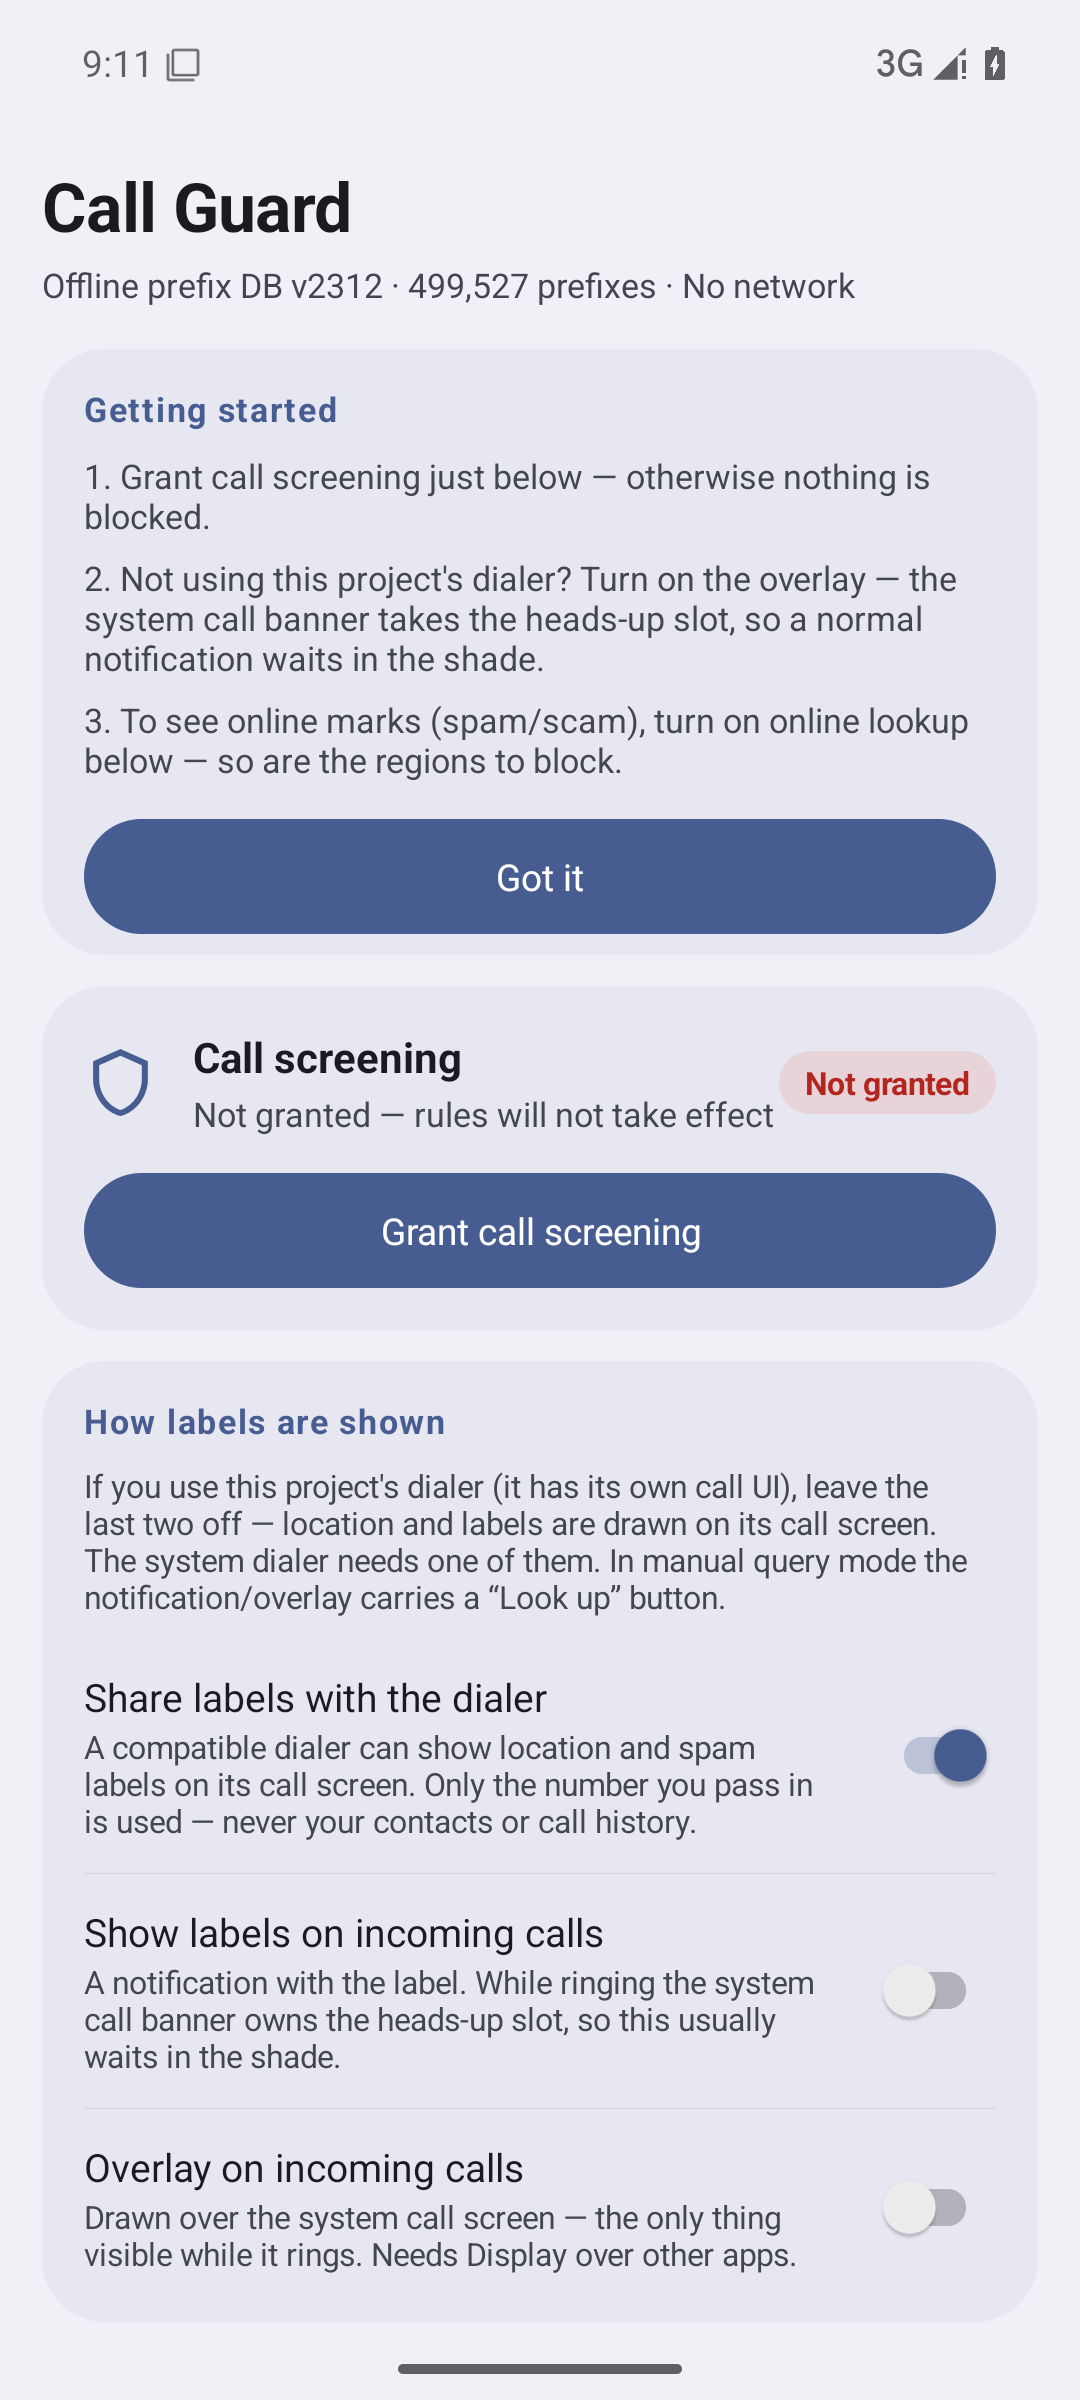 9:11
3G
Call Guard
Offline prefix DB v2312 · 499,527 prefixes · No network
Getting started
1. Grant call screening just below — otherwise nothing is
blocked.
2. Not using this project's dialer? Turn on the overlay — the
system call banner takes the heads-up slot, so a normal
notification waits in the shade.
3. To see online marks (spam/scam), turn on online lookup
below — so are the regions to block.
Got it
Call screening
Not granted — rules will not take effect
Not granted
Grant call screening
How labels are shown
If you use this project's dialer (it has its own call UI), leave the
last two off — location and labels are drawn on its call screen.
The system dialer needs one of them. In manual query mode the
notification/overlay carries a “Look up” button.
Share labels with the dialer
A compatible dialer can show location and spam
labels on its call screen. Only the number you pass in
is used — never your contacts or call history.
Show labels on incoming calls
A notification with the label. While ringing the system
call banner owns the heads-up slot, so this usually
waits in the shade.
Overlay on incoming calls
Drawn over the system call screen — the only thing
visible while it rings. Needs Display over other apps.